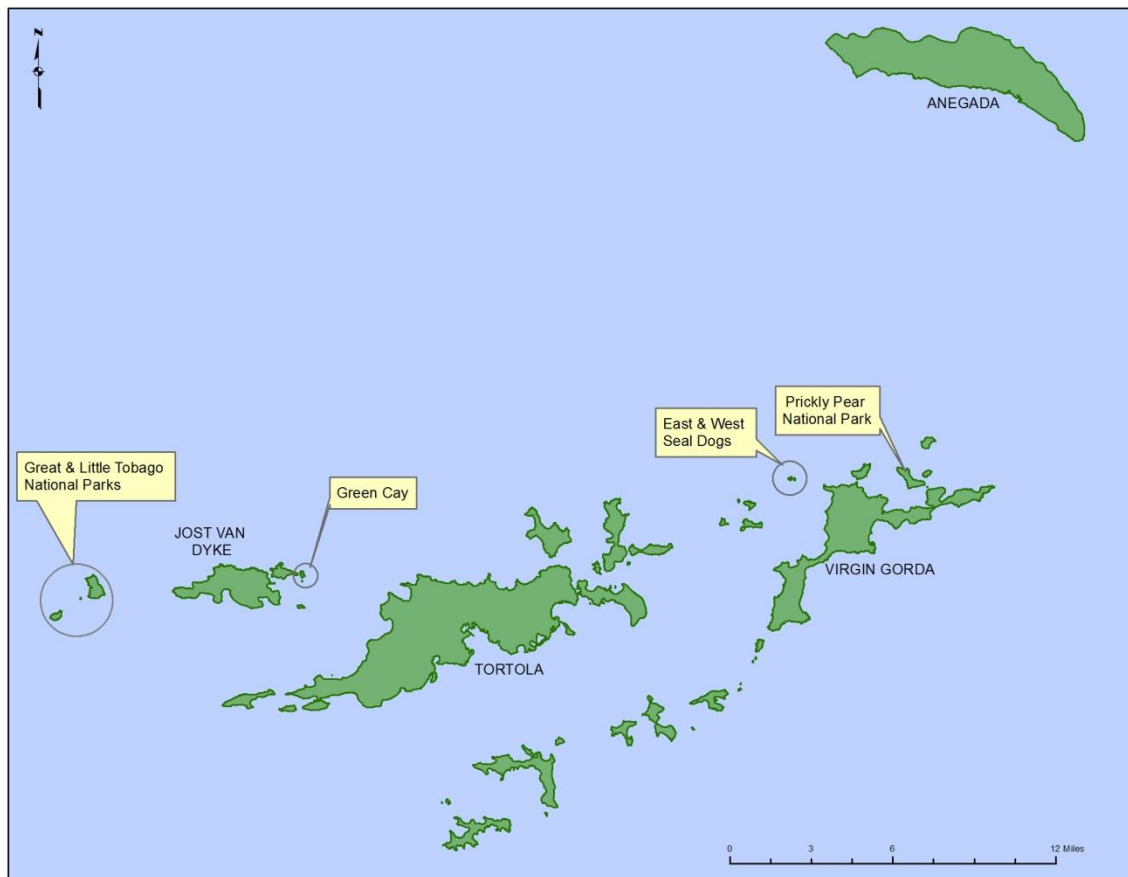 N
ANEGADA
Prickly Pear
National Park
East & West
Seal Dogs
Great & Little Tobago
National Parks
Green Cay
JOST VAN
DYKE
VIRGIN GORDA
TORTOLA
0 3 6 12 Miles